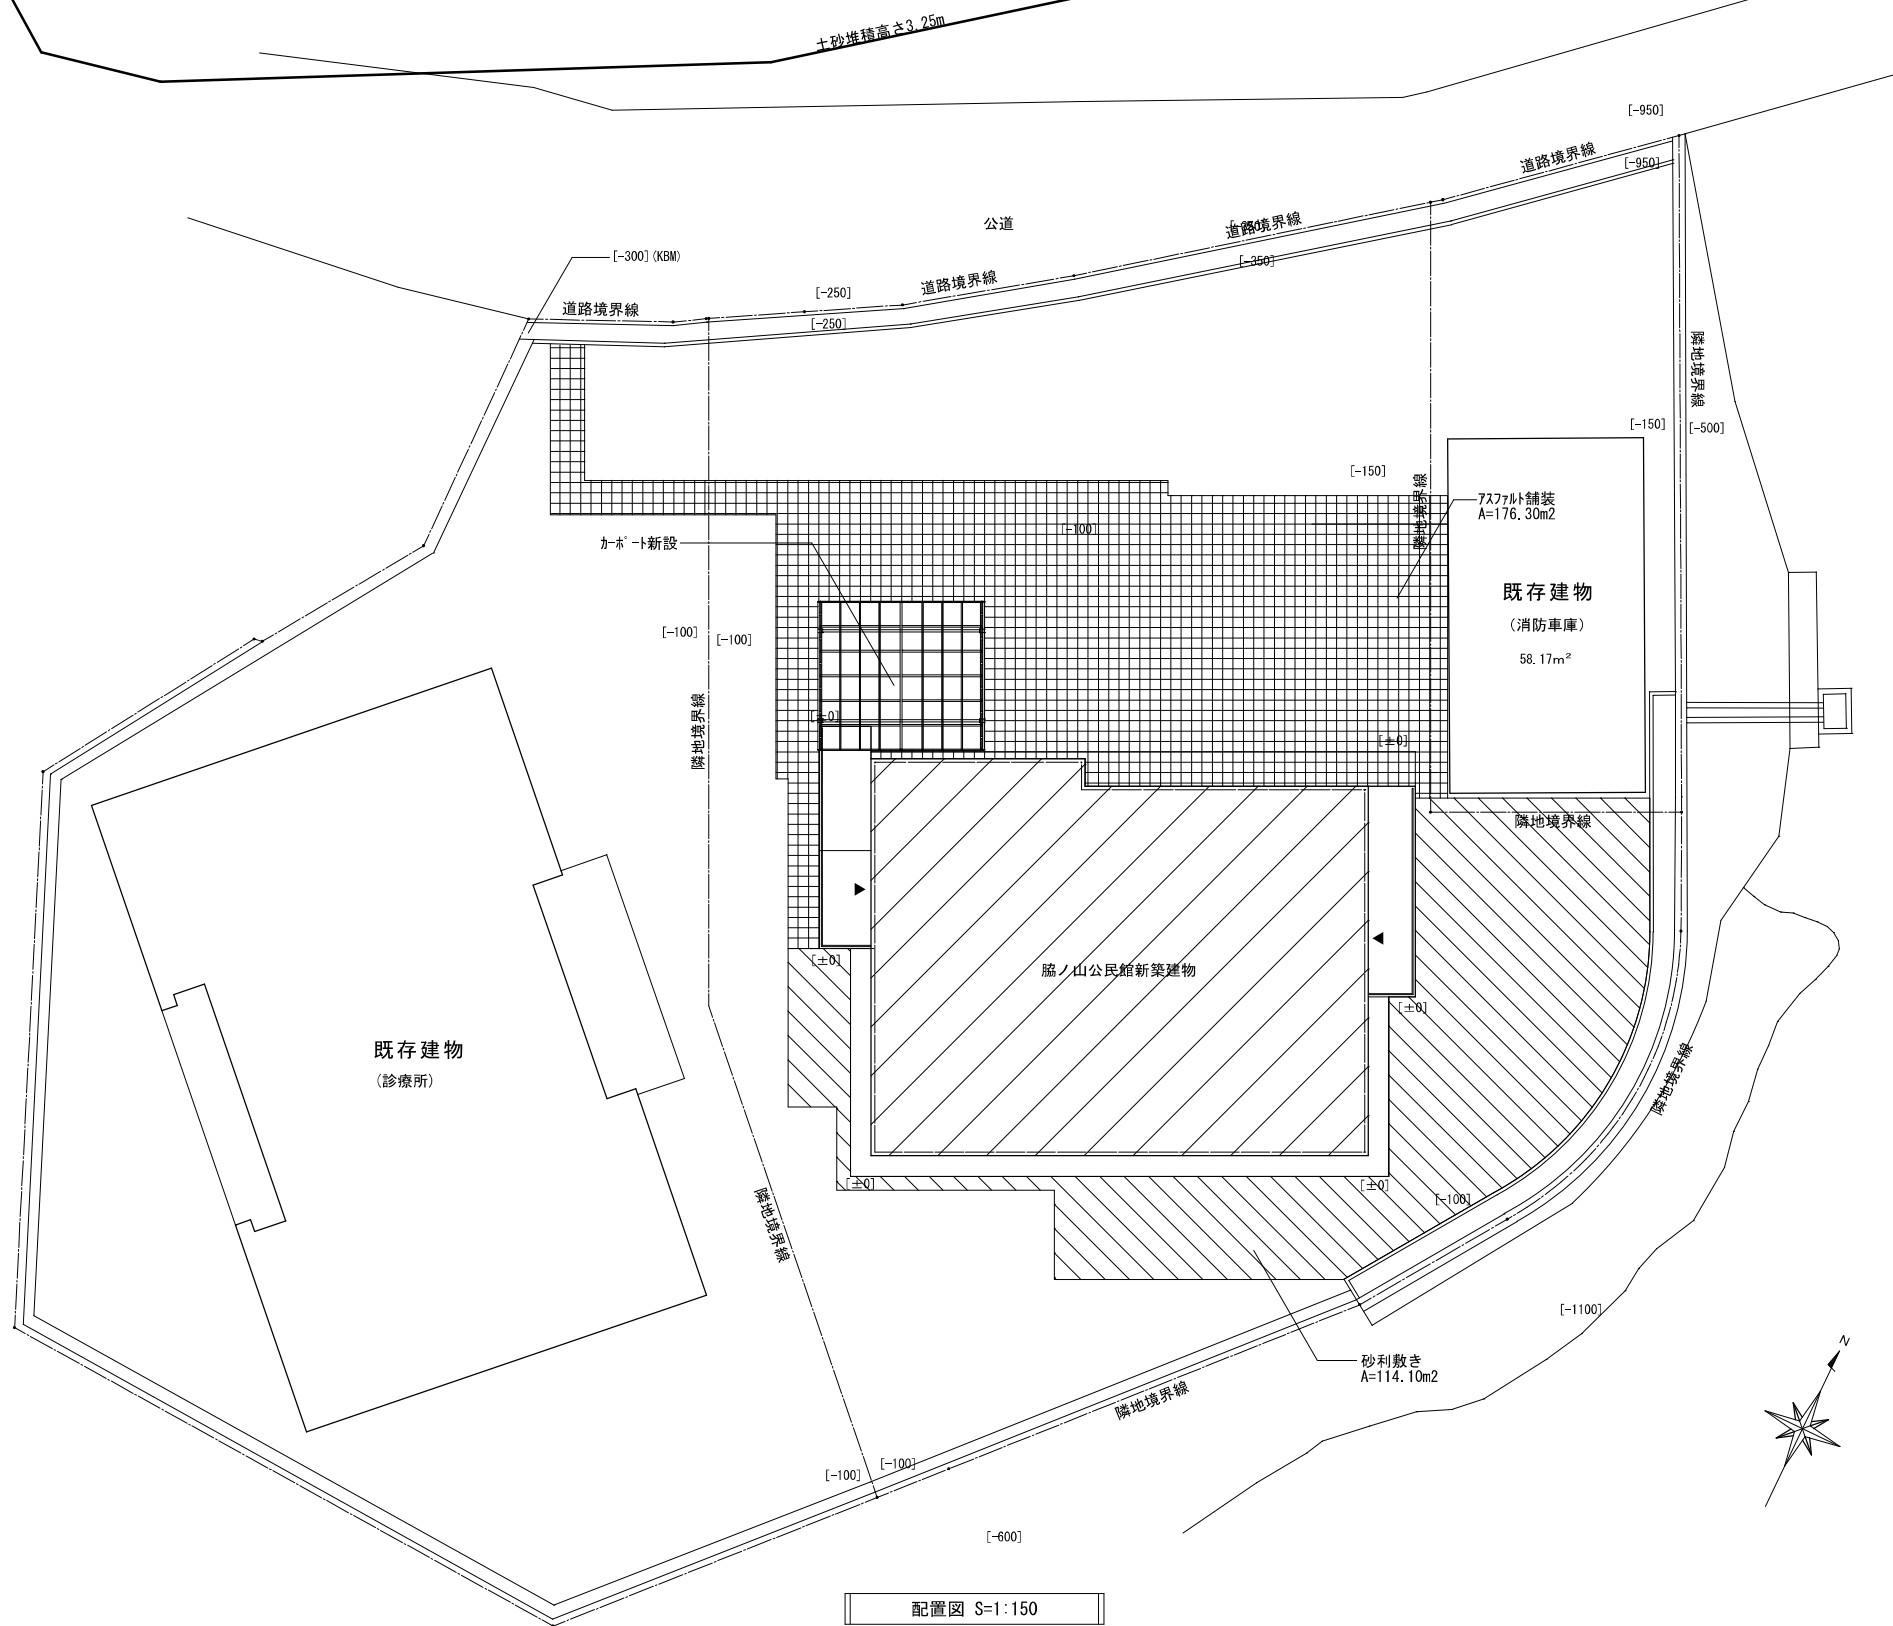 土砂堆積高さ3.25m
[-950]
道路境界線
[-950]
公道
道路境界線
[-350]
[-300](KBM)
道路境界線
[-250]
道路境界線
[-250]
隣地境界線
[-150]
[-500]
[-150]
隣地境界線
アスファルト舗装
A=176.30m2
[-100]
カーポート新設
既存建物
(消防車庫)
58.17m²
[-100]
[-100]
隣地境界線
[±0]
[±0]
隣地境界線
[±0]
脇ノ山公民館新築建物
[±0]
既存建物
(診療所)
隣地境界線
[±0]
[±0]
[-100]
隣地境界線
[-1100]
N
砂利敷き
A=114.10m2
隣地境界線
[-100]
[-100]
[-600]
配置図 S=1:150